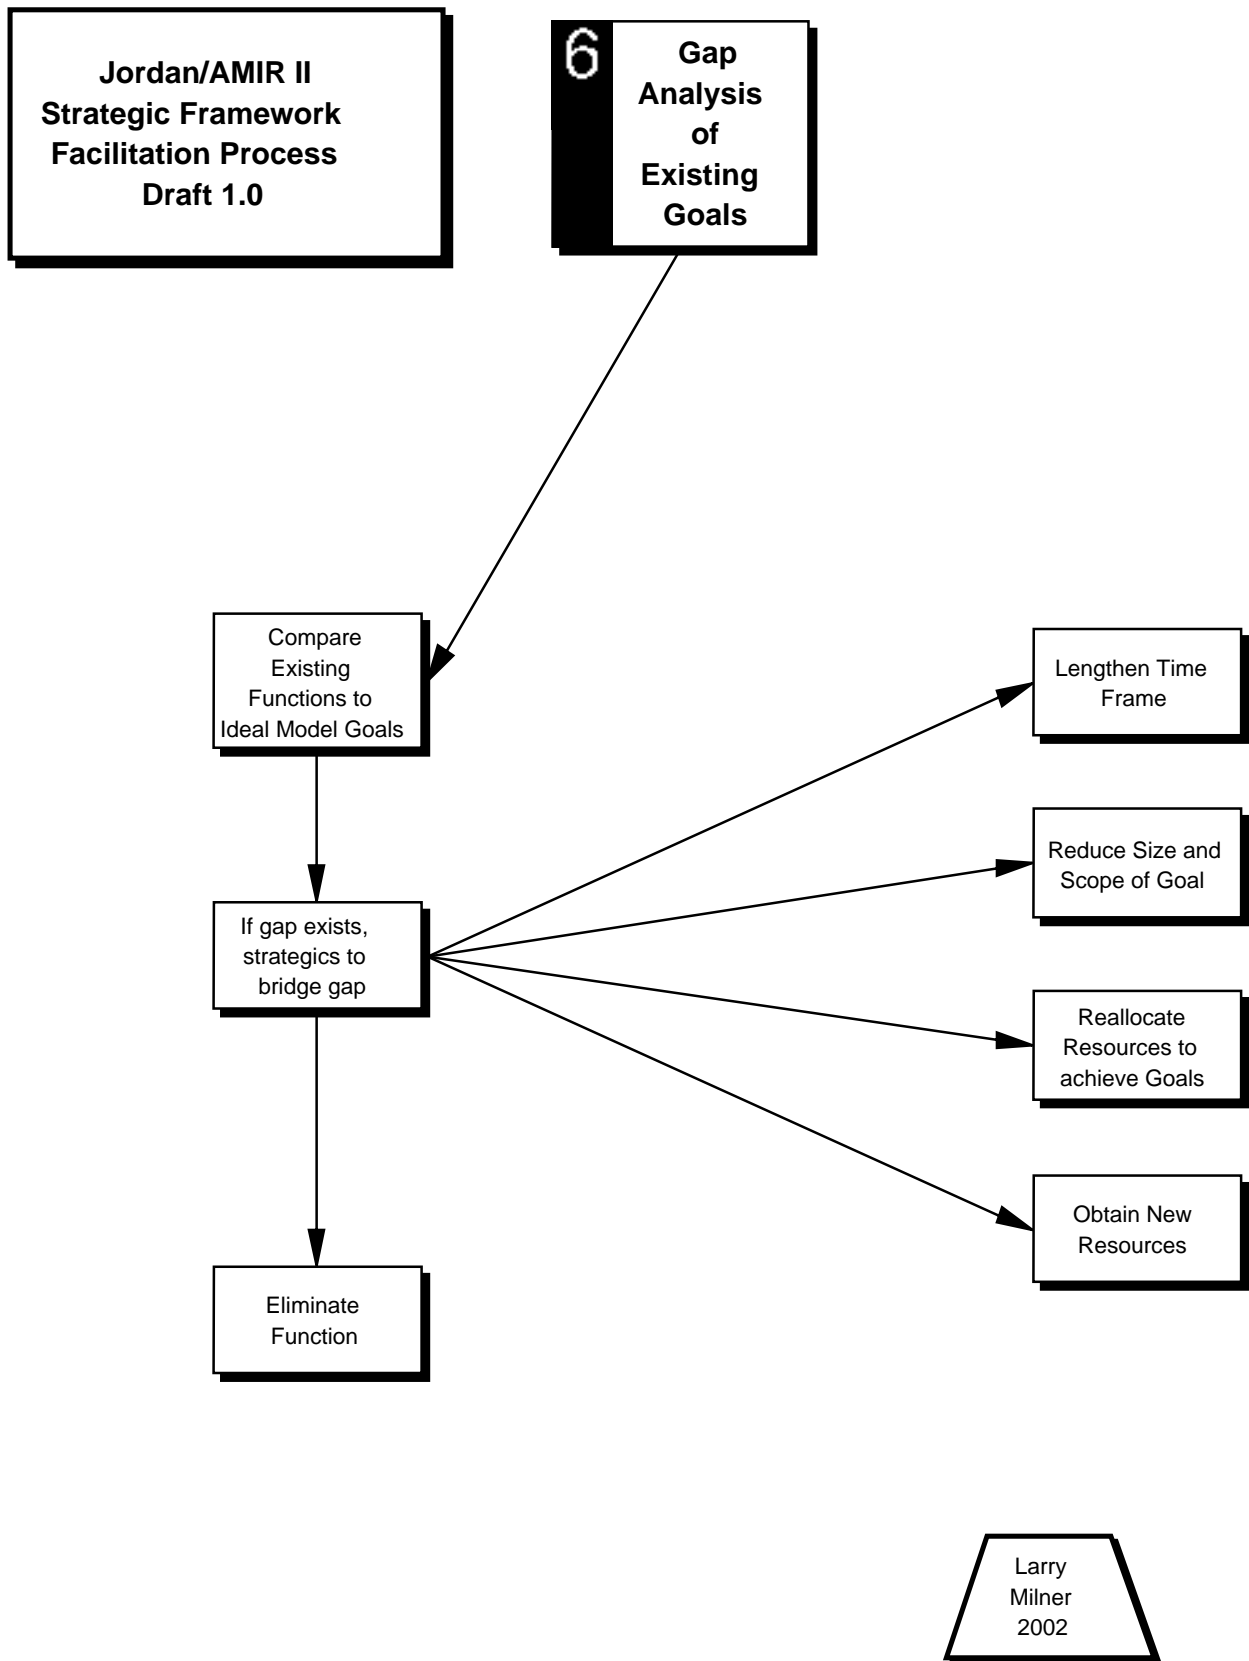 Jordan/AMIR II
Strategic Framework
Facilitation Process
Draft 1.0
6
Gap
Analysis
of
Existing
Goals
Compare
Existing
Functions to
Ideal Model Goals
Lengthen Time
Frame
Reduce Size and
Scope of Goal
If gap exists,
strategics to
bridge gap
Reallocate
Resources to
achieve Goals
Obtain New
Resources
Eliminate
Function
Larry
Milner
2002